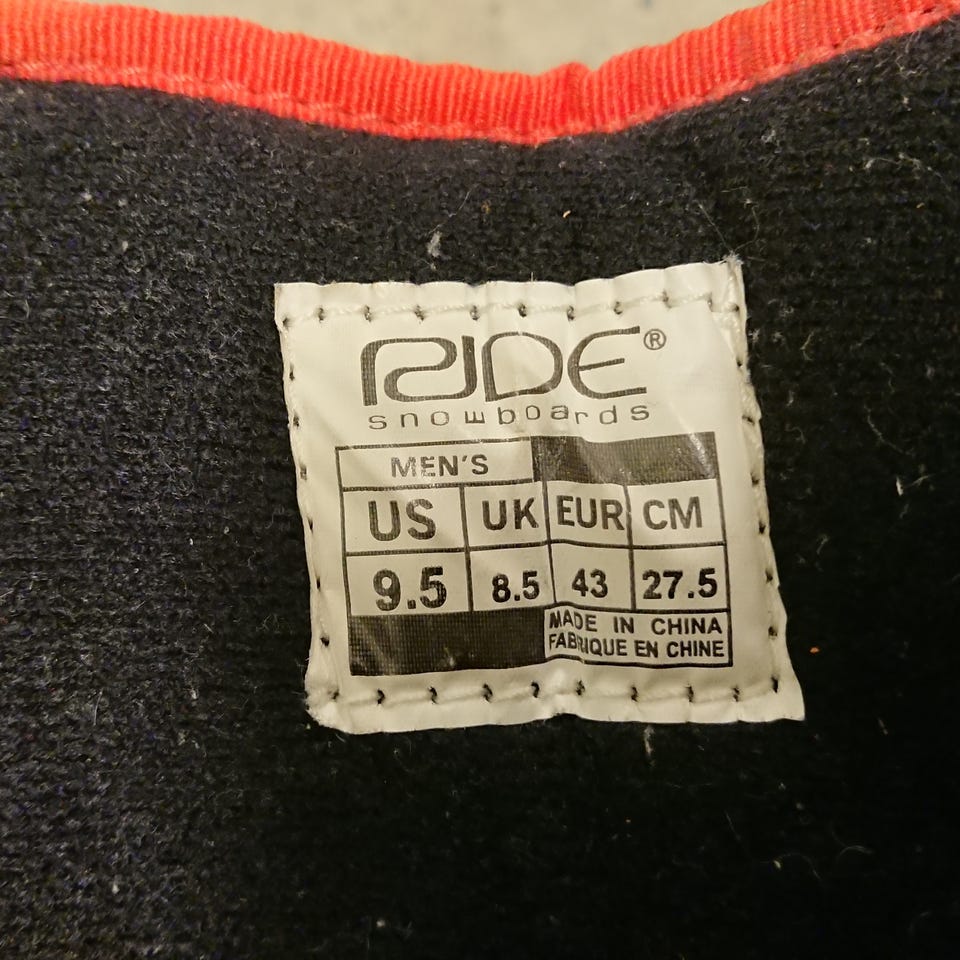 RIDE®
snowboards
MEN'S
US UK EUR CM
9.5 8.5 43 27.5
MADE IN CHINA
FABRIQUE EN CHINE